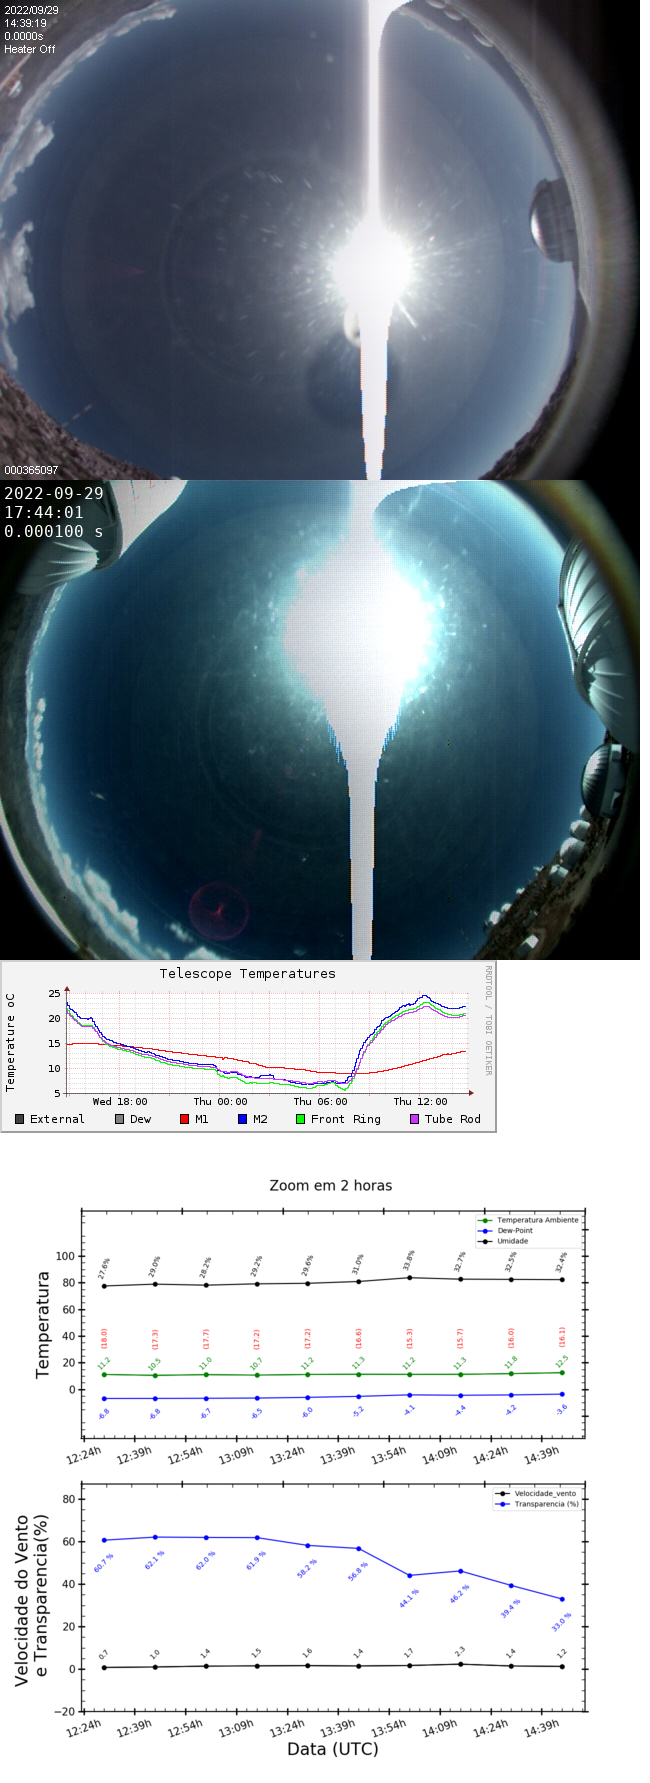 2022/09/29
14:39:19
0.0000s
Heater Off
000365097
2022-09-29
17:44:01
0.000100 s
Telescope Temperatures
RRDTOOL / TOBI OETIKER
Temperature oC
25
20
15
10
5
Wed 18:00 Thu 00:00 Thu 06:00 Thu 12:00
External Dew M1 M2 Front Ring Tube Rod
Zoom em 2 horas
Temperatura Ambiente
Dew-Point
Umidade
Temperatura
100
80
60
40
20
0
27.6% 29.0% 28.2% 29.2% 29.6% 31.0% 33.8% 32.7% 32.5% 32.4%
(18.0) (17.3) (17.7) (17.2) (17.2) (16.6) (15.3) (15.7) (16.0) (16.1)
11.2 10.5 11.0 10.7 11.2 11.3 11.2 11.3 11.8 12.5
-6.8 -6.8 -6.7 -6.5 -6.0 -5.2 -4.1 -4.4 -4.2 -3.6
12:24h 12:39h 12:54h 13:09h 13:24h 13:39h 13:54h 14:09h 14:24h 14:39h
Velocidade_vento
Transparencia (%)
Velocidade do Vento
e Transparencia(%)
80
60
40
20
0
−20
60.7 % 62.1 % 62.0 % 61.9 % 58.2 % 56.8 % 44.1 % 46.2 % 39.4 % 33.0 %
0.7 1.0 1.4 1.5 1.6 1.4 1.7 2.3 1.4 1.2
12:24h 12:39h 12:54h 13:09h 13:24h 13:39h 13:54h 14:09h 14:24h 14:39h
Data (UTC)